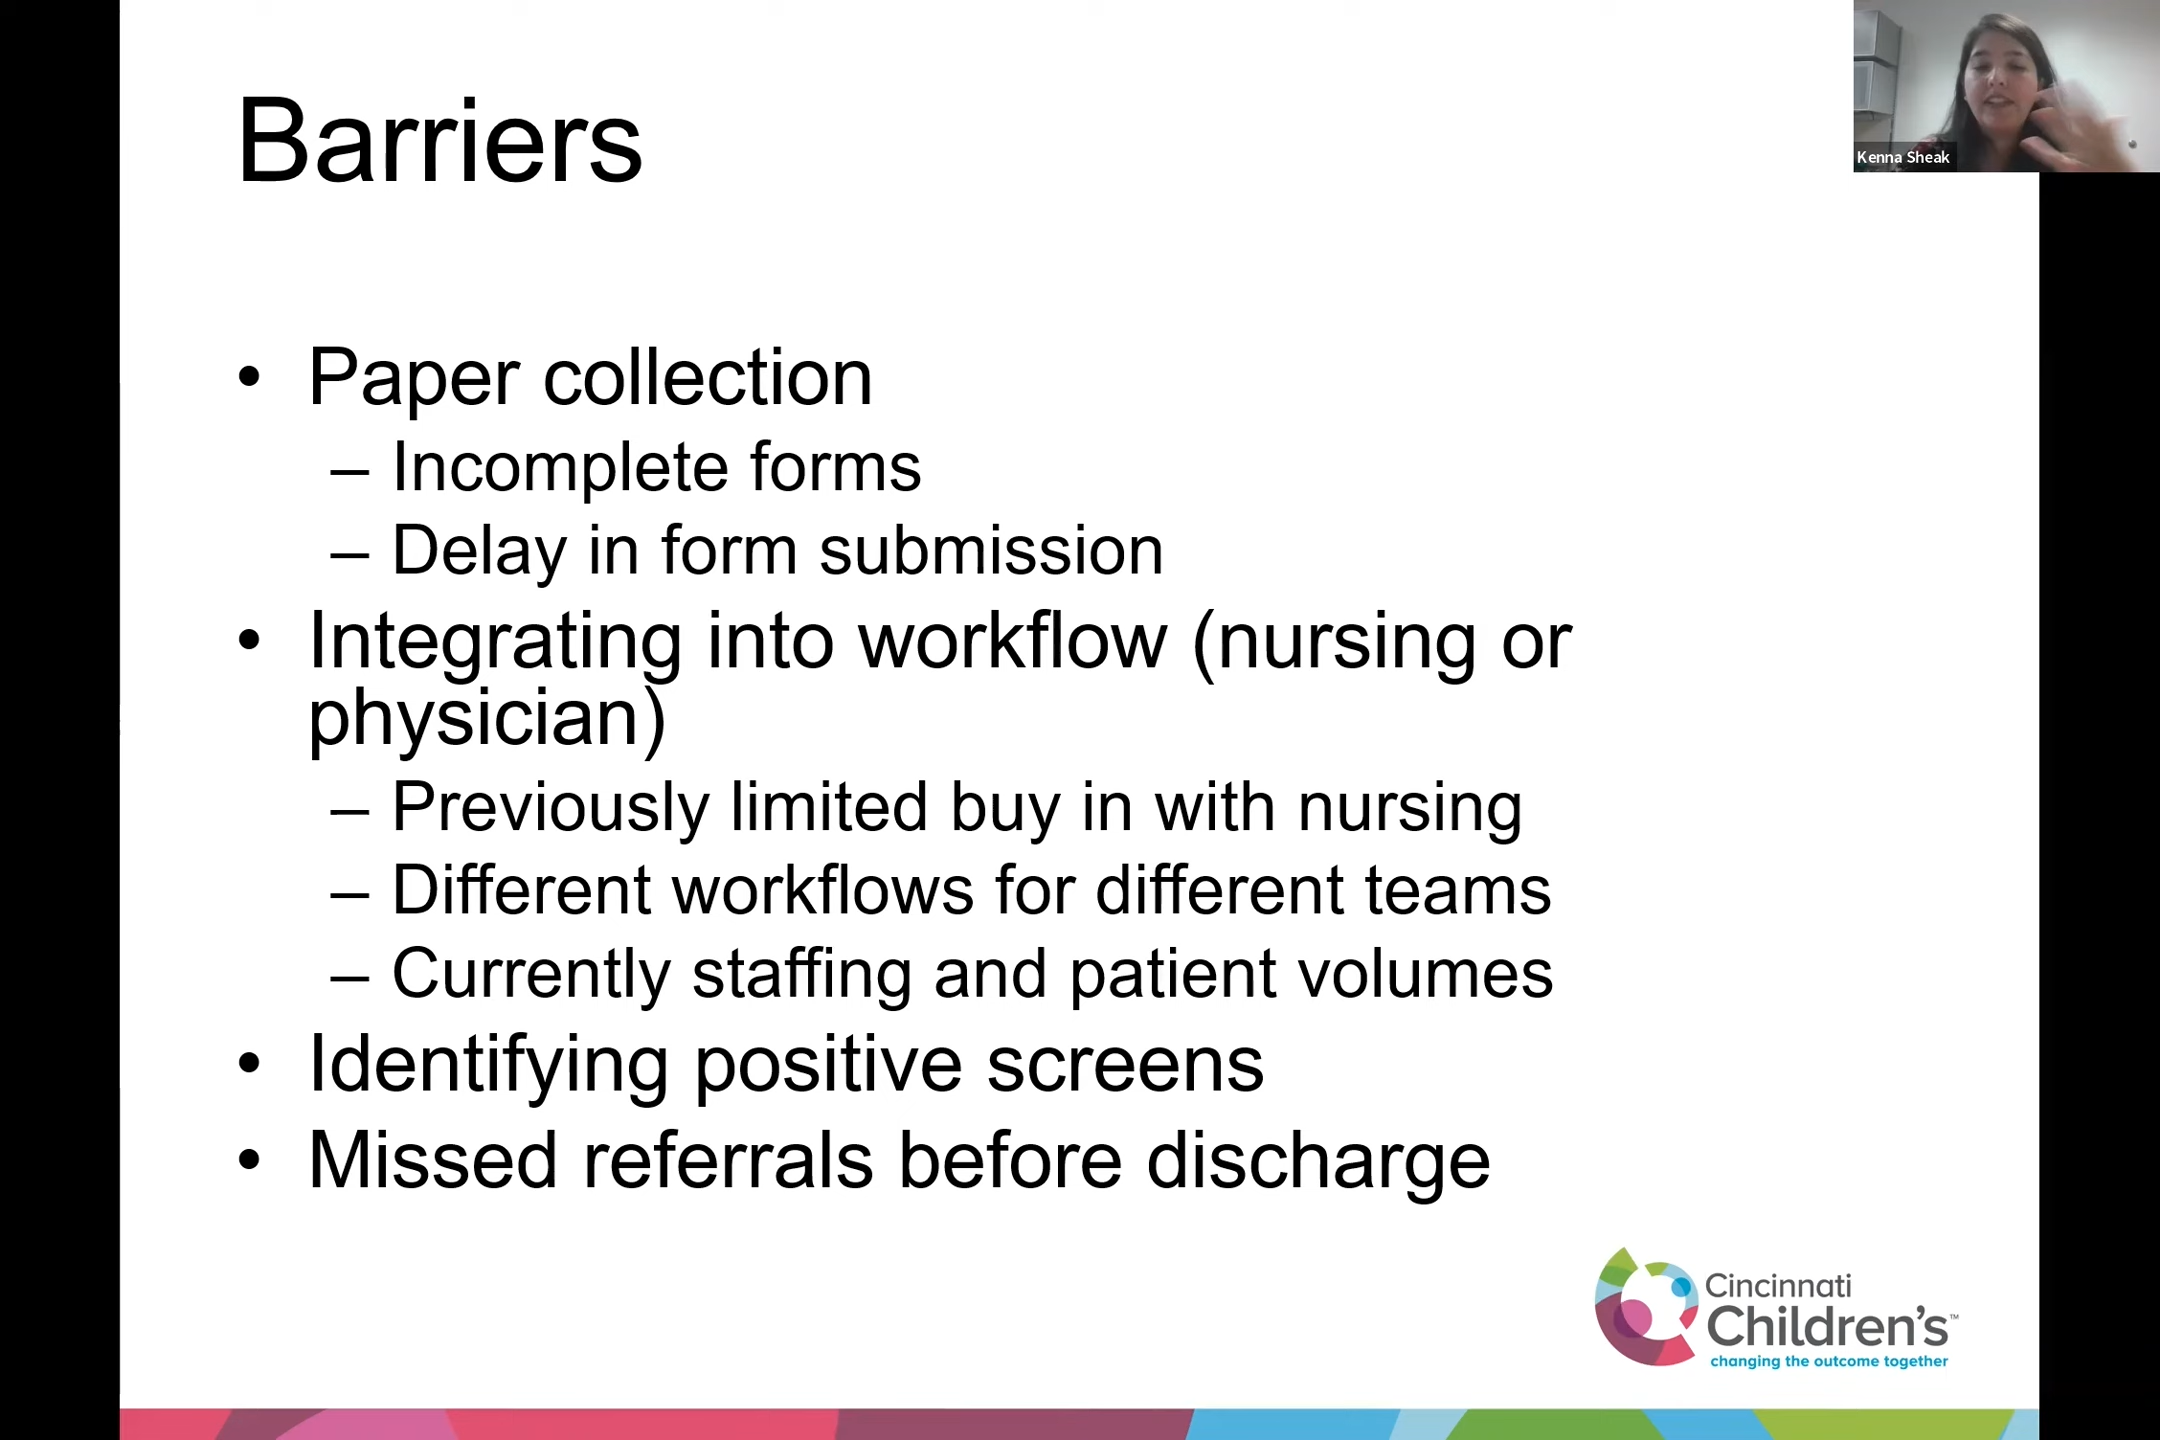 Barriers
Kenna Sheak
• Paper collection
– Incomplete forms
– Delay in form submission
• Integrating into workflow (nursing or
physician)
– Previously limited buy in with nursing
– Different workflows for different teams
– Currently staffing and patient volumes
• Identifying positive screens
• Missed referrals before discharge
Cincinnati
Children's™
changing the outcome together